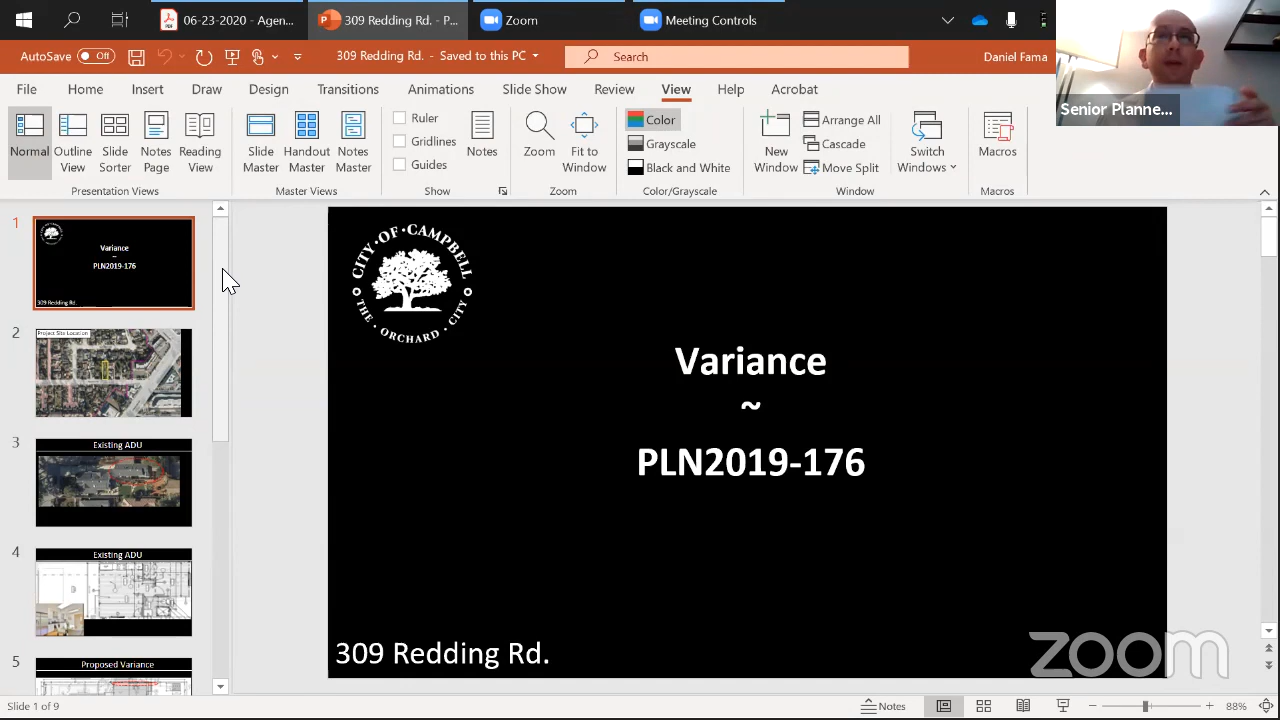 06-23-2020 - Agen...
309 Redding Rd. - P...
Zoom
Meeting Controls
AutoSave Off
309 Redding Rd. - Saved to this PC
Search
Daniel Fama
Senior Planne...
File Home Insert Draw Design Transitions Animations Slide Show Review View Help Acrobat
Normal
Outline View
Slide Sorter
Notes Page
Reading View
Presentation Views
Slide Master
Handout Master
Notes Master
Master Views
Ruler
Gridlines
Guides
Show
Notes
Zoom
Fit to Window
Zoom
Color
Grayscale
Black and White
Color/Grayscale
New Window
Arrange All
Cascade
Move Split
Window
Switch Windows
Macros
Macros
1
Variance
~
PLN2019-176
309 Redding Rd.
2
Project Site Location
3
Existing ADU
4
Existing ADU
5
Proposed Variance
CITY·OF·CAMPBELL
THE·ORCHARD·CITY
Variance
~
PLN2019-176
309 Redding Rd.
zoom
Slide 1 of 9
Notes
88%